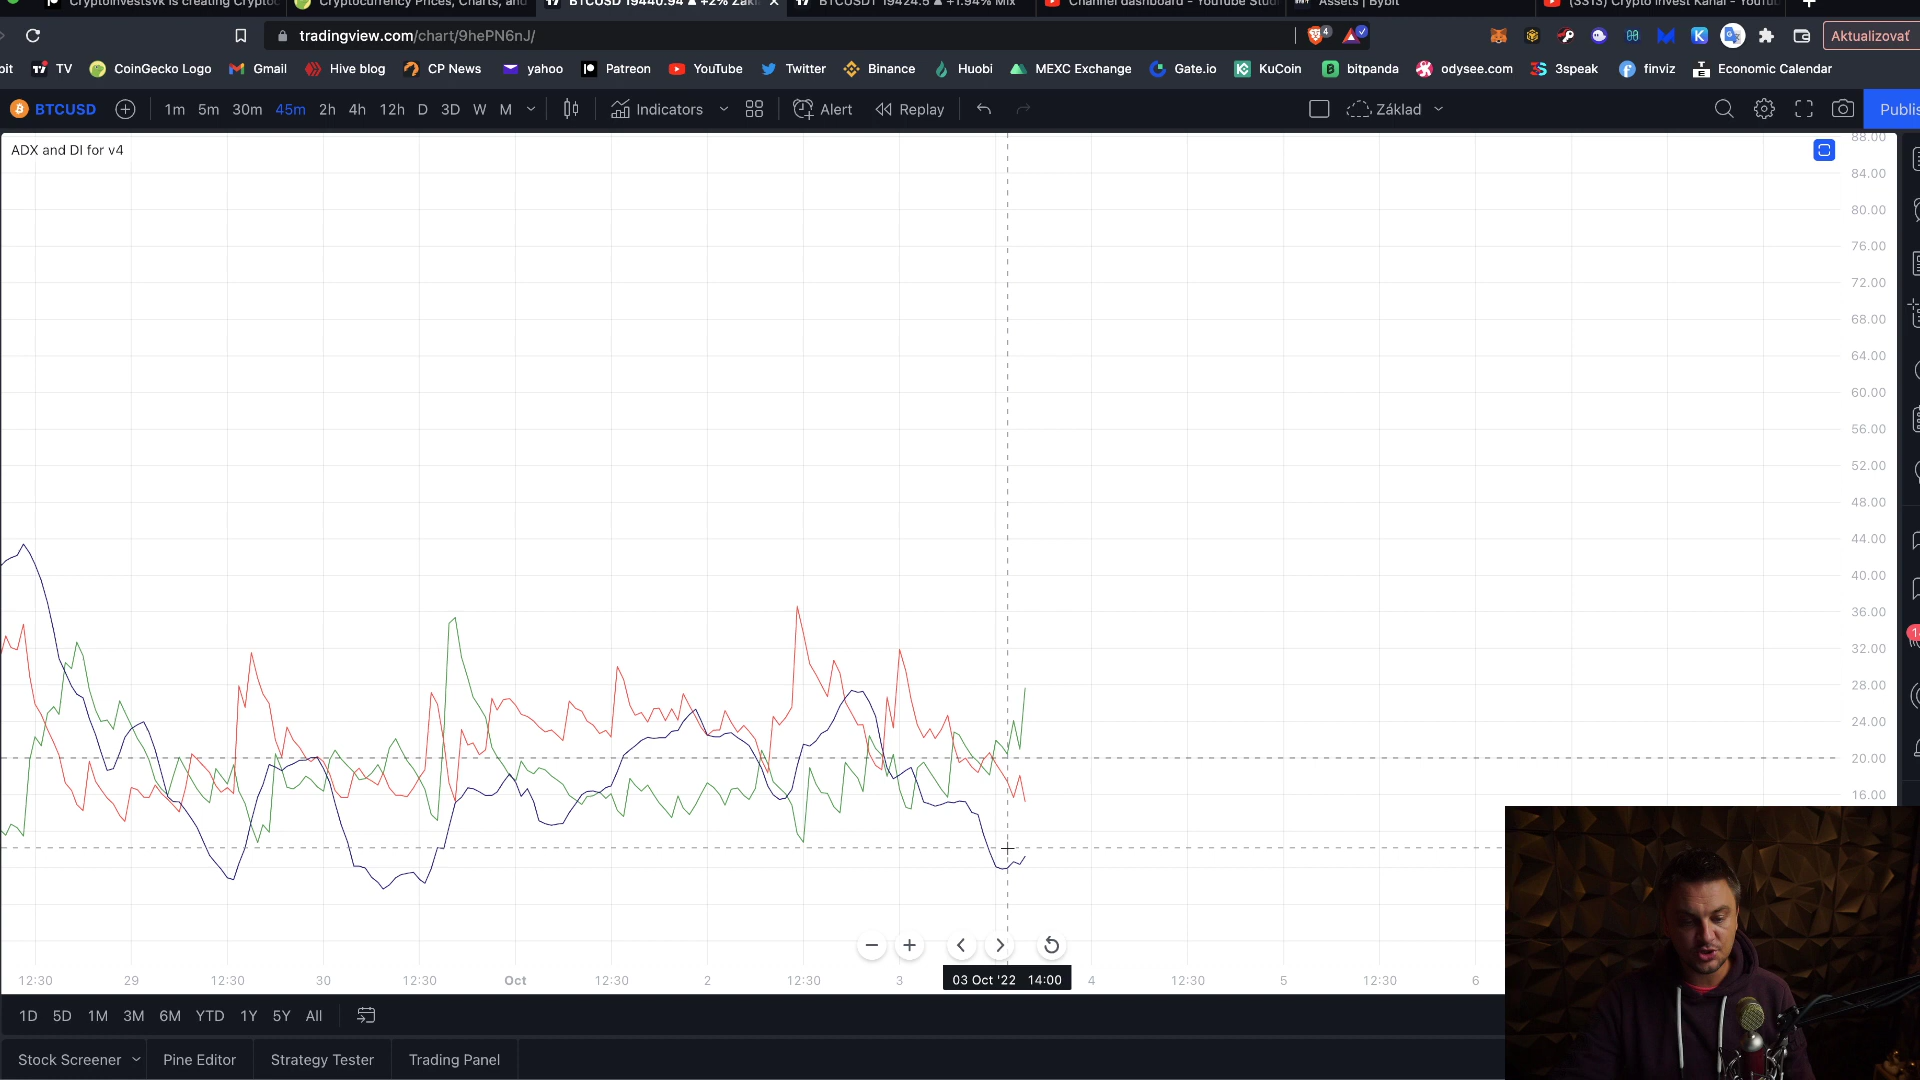 CryptoInvestSVK is creating Cryptoc
Cryptocurrency Prices, Charts, and
BTCUSD 19440.94 ▲ +2% Zákl
BTCUSDT 19424.6 ▲ +1.94% Mix
Channel dashboard - YouTube Stud
Assets | Bybit
(3313) Crypto Invest Kanal - YouTu
tradingview.com/chart/9hePN6nJ/
4
Aktualizovať
bit TV CoinGecko Logo Gmail Hive blog CP News yahoo Patreon YouTube Twitter Binance Huobi MEXC Exchange Gate.io KuCoin bitpanda odysee.com 3speak finviz Economic Calendar
BTCUSD 1m 5m 30m 45m 2h 4h 12h D 3D W M Indicators Alert Replay Základ Publis
ADX and DI for v4
88.00
84.00
80.00
76.00
72.00
68.00
64.00
60.00
56.00
52.00
48.00
44.00
40.00
36.00
32.00
28.00
24.00
20.00
16.00
12:30 29 12:30 30 12:30 Oct 12:30 2 12:30 3 03 Oct '22 14:00 4 12:30 5 12:30 6
1D 5D 1M 3M 6M YTD 1Y 5Y All
Stock Screener Pine Editor Strategy Tester Trading Panel